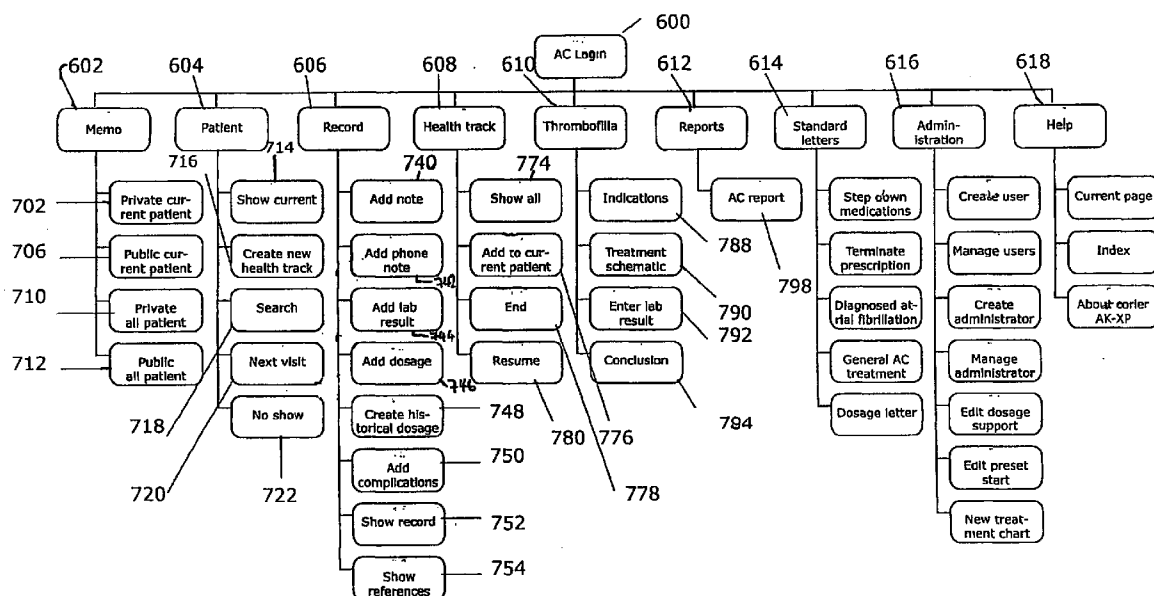 600
AC Login
602
604
606
608
610
612
614
616
618
Memo
Patient
Record
Health track
Thrombofilla
Reports
Standard
letters
Admin-
istration
Help
716
714
740
774
702
Private cur-
rent patient
Show current
Add note
Show all
Indications
AC report
Step down
medications
Create user
Current page
788
706
Public cur-
rent patient
Create new
health track
Add phone
note
742
Add to cur-
rent patient
Treatment
schematic
790
798
Terminate
prescription
Manage users
Index
710
Private
all patient
Search
Add lab
result
744
End
Enter lab
result
792
Diagnosed at-
rial fibrillation
Create
administrator
About corler
AK-XP
712
Public
all patient
Next visit
Add dosage
746
Resume
Conclusion
General AC
treatment
Manage
administrator
718
No show
Create his-
torical dosage
748
780
776
794
Dosage letter
Edit dosage
support
720
722
Add
complications
750
778
Edit preset
start
Show record
752
New treat-
ment chart
Show
references
754